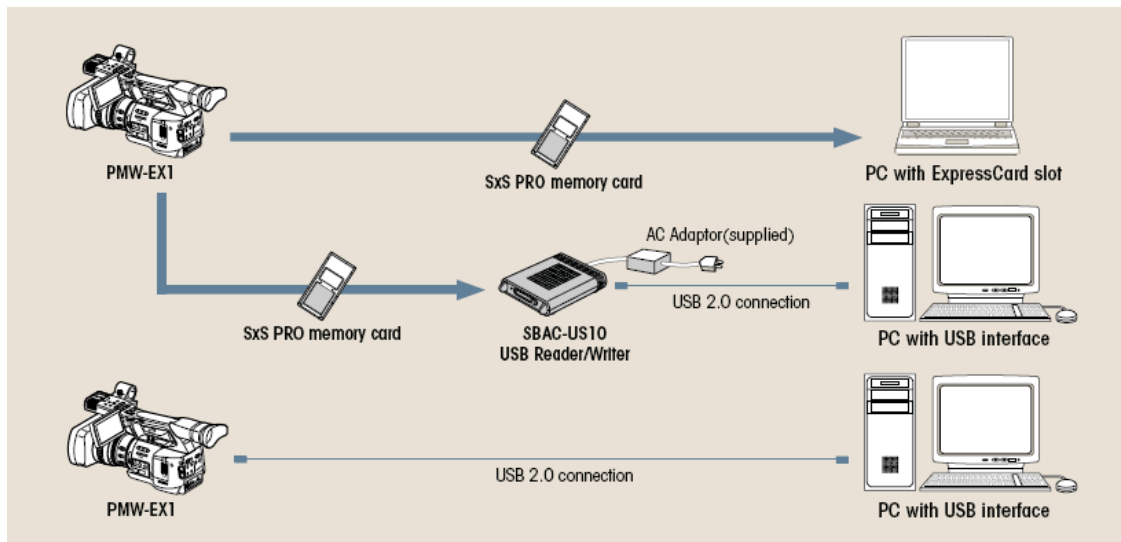 PMW-EX1
SxS PRO memory card
PC with ExpressCard slot
AC Adaptor(supplied)
USB 2.0 connection
SxS PRO memory card
SBAC-US10
USB Reader/Writer
PC with USB interface
USB 2.0 connection
PMW-EX1
PC with USB interface